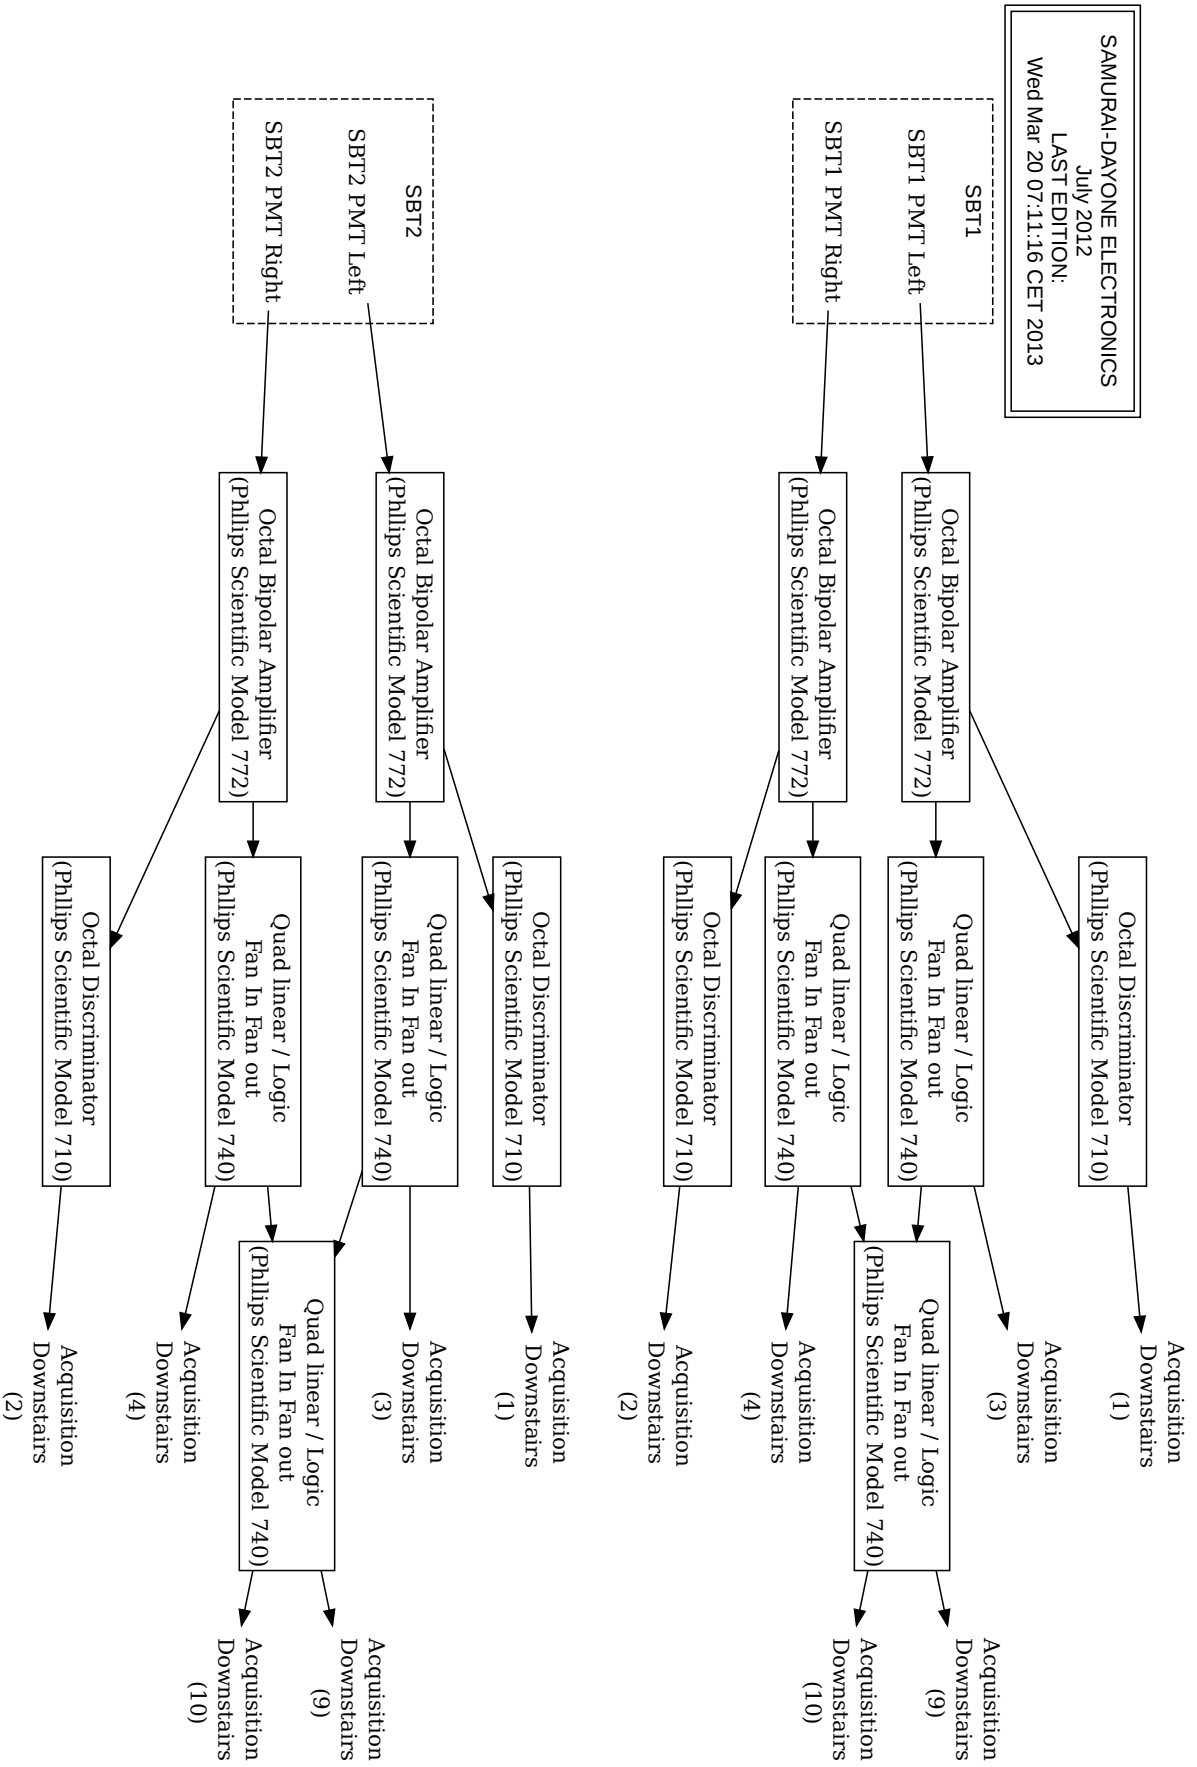 SAMURAI-DAYONE ELECTRONICS
July 2012
LAST EDITION:
Wed Mar 20 07:11:16 CET 2013
SBT1
SBT1 PMT Left
SBT1 PMT Right
Octal Bipolar Amplifier
(Phllips Scientific Model 772)
Octal Bipolar Amplifier
(Phllips Scientific Model 772)
Octal Discriminator
(Phllips Scientific Model 710)
Quad linear / Logic
Fan In Fan out
(Phllips Scientific Model 740)
Quad linear / Logic
Fan In Fan out
(Phllips Scientific Model 740)
Octal Discriminator
(Phllips Scientific Model 710)
Acquisition
Downstairs
(1)
Acquisition
Downstairs
(3)
Quad linear / Logic
Fan In Fan out
(Phllips Scientific Model 740)
Acquisition
Downstairs
(4)
Acquisition
Downstairs
(2)
Acquisition
Downstairs
(9)
Acquisition
Downstairs
(10)
SBT2
SBT2 PMT Left
SBT2 PMT Right
Octal Bipolar Amplifier
(Phllips Scientific Model 772)
Octal Bipolar Amplifier
(Phllips Scientific Model 772)
Octal Discriminator
(Phllips Scientific Model 710)
Quad linear / Logic
Fan In Fan out
(Phllips Scientific Model 740)
Quad linear / Logic
Fan In Fan out
(Phllips Scientific Model 740)
Octal Discriminator
(Phllips Scientific Model 710)
Acquisition
Downstairs
(1)
Acquisition
Downstairs
(3)
Quad linear / Logic
Fan In Fan out
(Phllips Scientific Model 740)
Acquisition
Downstairs
(4)
Acquisition
Downstairs
(2)
Acquisition
Downstairs
(9)
Acquisition
Downstairs
(10)